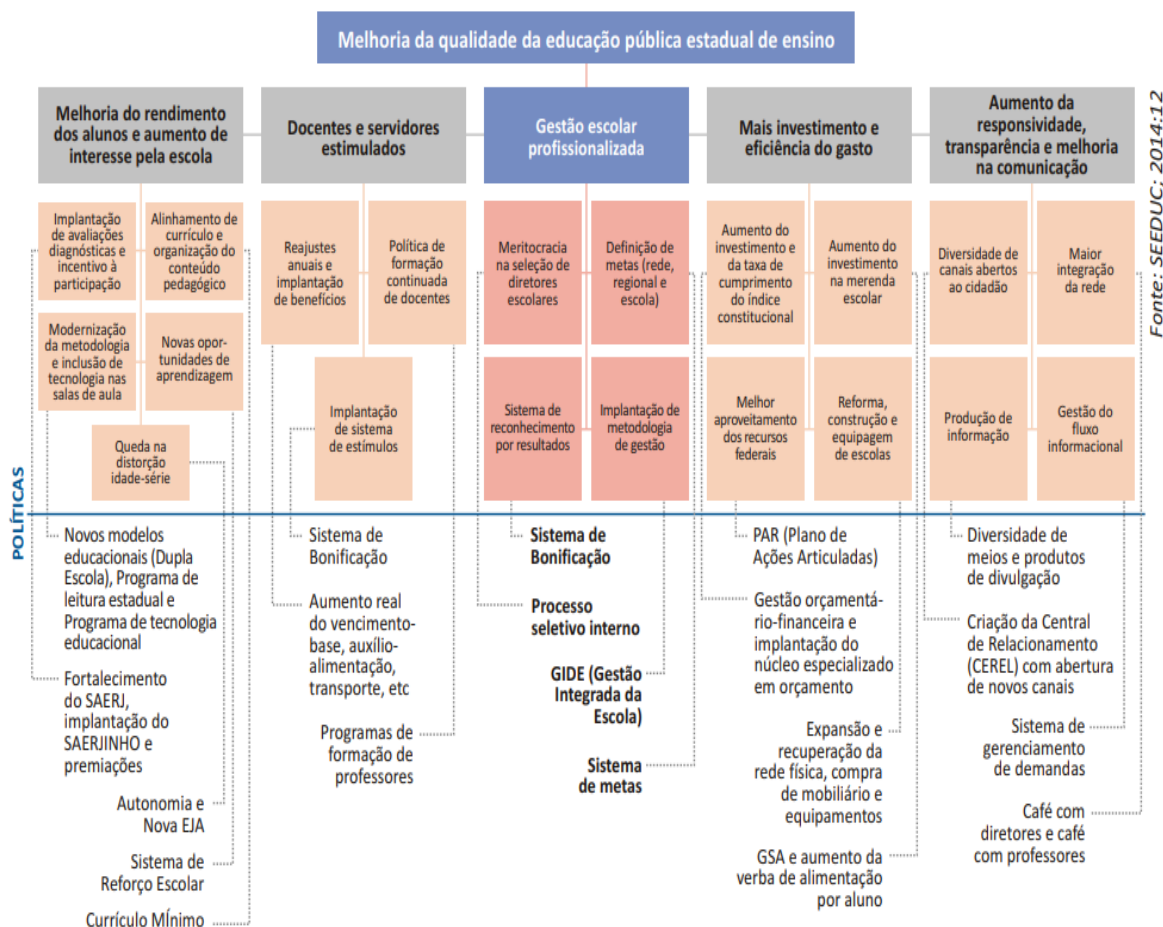 Melhoria da qualidade da educação pública estadual de ensino
Melhoria do rendimento
dos alunos e aumento de
interesse pela escola
Docentes e servidores
estimulados
Gestão escolar
profissionalizada
Mais investimento e
eficiência do gasto
Aumento da
responsividade,
transparência e melhoria
na comunicação
Fonte: SEEDUC; 2014:12
Implantação
de avaliações
diagnósticas e
incentivo à
participação
Alinhamento de
currículo e
organização do
conteúdo
pedagógico
Modernização
da metodologia
e inclusão de
tecnologia nas
salas de aula
Novas opor-
tunidades de
aprendizagem
Queda na
distorção
idade-série
Reajustes
anuais e
implantação
de benefícios
Política de
formação
continuada de
docentes
Implantação
de sistema
de estímulos
Meritocracia
na seleção de
diretores
escolares
Definição de
metas (rede,
regional e
escola)
Sistema de
reconhecimento
por resultados
Implantação de
metodologia
de gestão
Aumento do
investimento e
da taxa de
cumprimento
do índice
constitucional
Aumento do
investimento
na merenda
escolar
Melhor
aproveitamento
dos recursos
federais
Reforma,
construção e
equipagem
de escolas
Diversidade de
canais abertos
ao cidadão
Maior
integração
da rede
Produção de
informação
Gestão do
fluxo
informacional
POLÍTICAS
Novos modelos
educacionais (Dupla
Escola), Programa de
leitura estadual e
Programa de tecnologia
educacional
Fortalecimento
do SAERJ,
implantação do
SAERJINHO e
premiações
Autonomia e
Nova EJA
Sistema de
Reforço Escolar
Currículo MÍnimo
Sistema de
Bonificação
Aumento real
do vencimento-
base, auxílio-
alimentação,
transporte, etc
Programas de
formação de
professores
Sistema de
Bonificação
Processo
seletivo interno
GIDE (Gestão
Integrada da
Escola)
Sistema
de metas
PAR (Plano de
Ações Articuladas)
Gestão orçamentá-
rio-financeira e
implantação do
núcleo especializado
em orçamento
Expansão e
recuperação da
rede física, compra
de mobiliário e
equipamentos
GSA e aumento da
verba de alimentação
por aluno
Diversidade de
meios e produtos
de divulgação
Criação da Central
de Relacionamento
(CEREL) com abertura
de novos canais
Sistema de
gerenciamento
de demandas
Café com
diretores e café
com professores